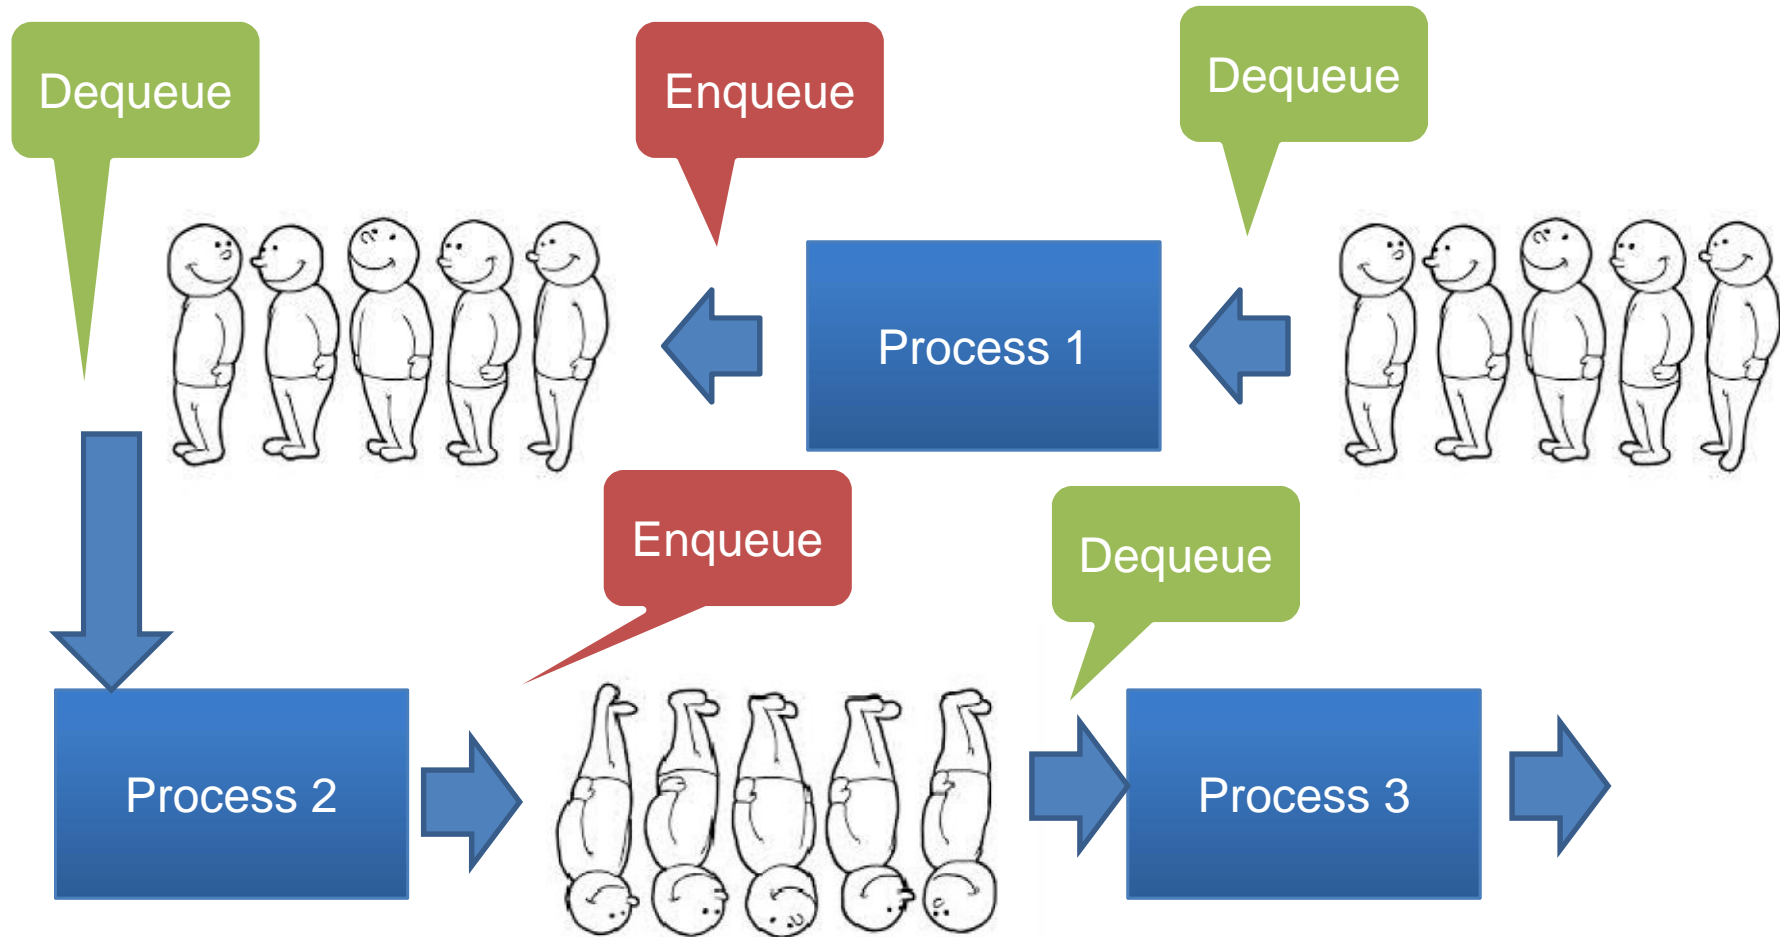 Dequeue
Enqueue
Dequeue
Process 1
Enqueue
Dequeue
Process 2
Process 3